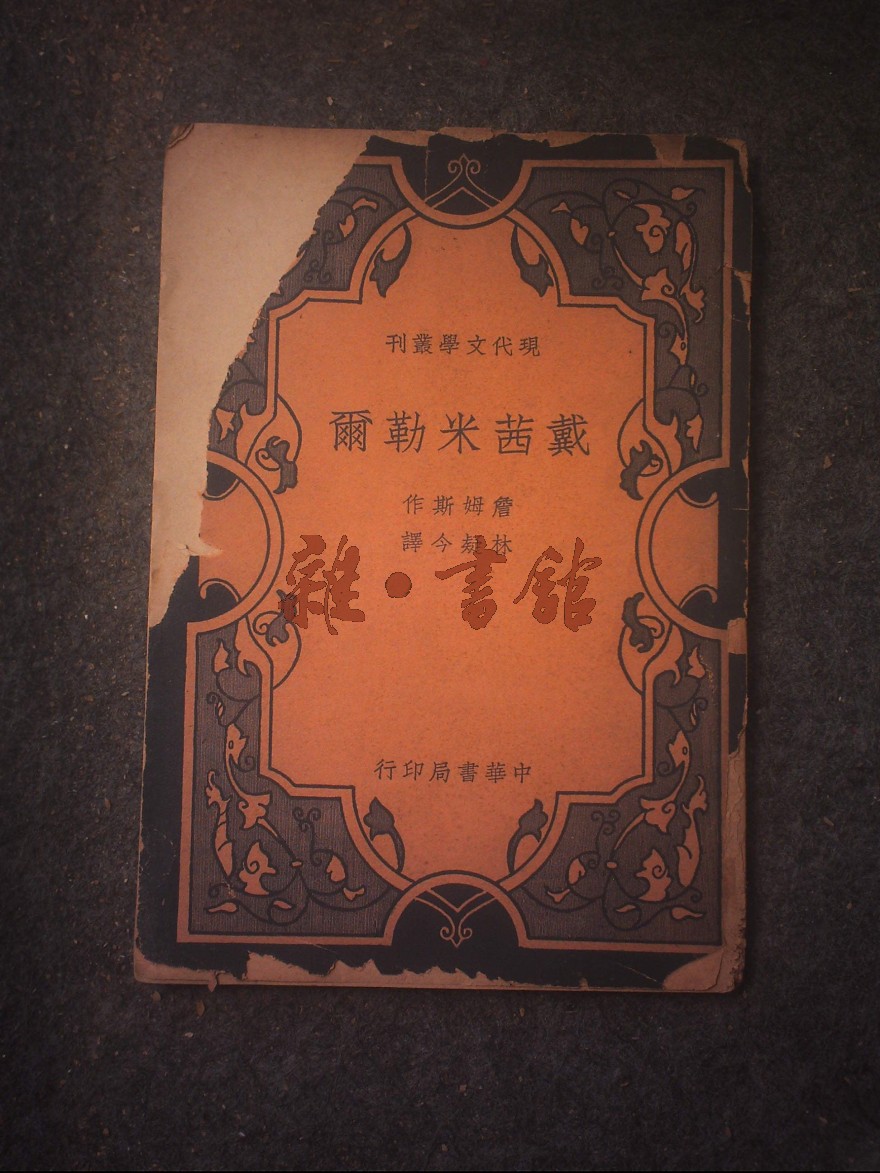 現代文學叢刊
戴茜米勒爾
詹姆斯作
林疑今譯
雜·書館
中華書局印行